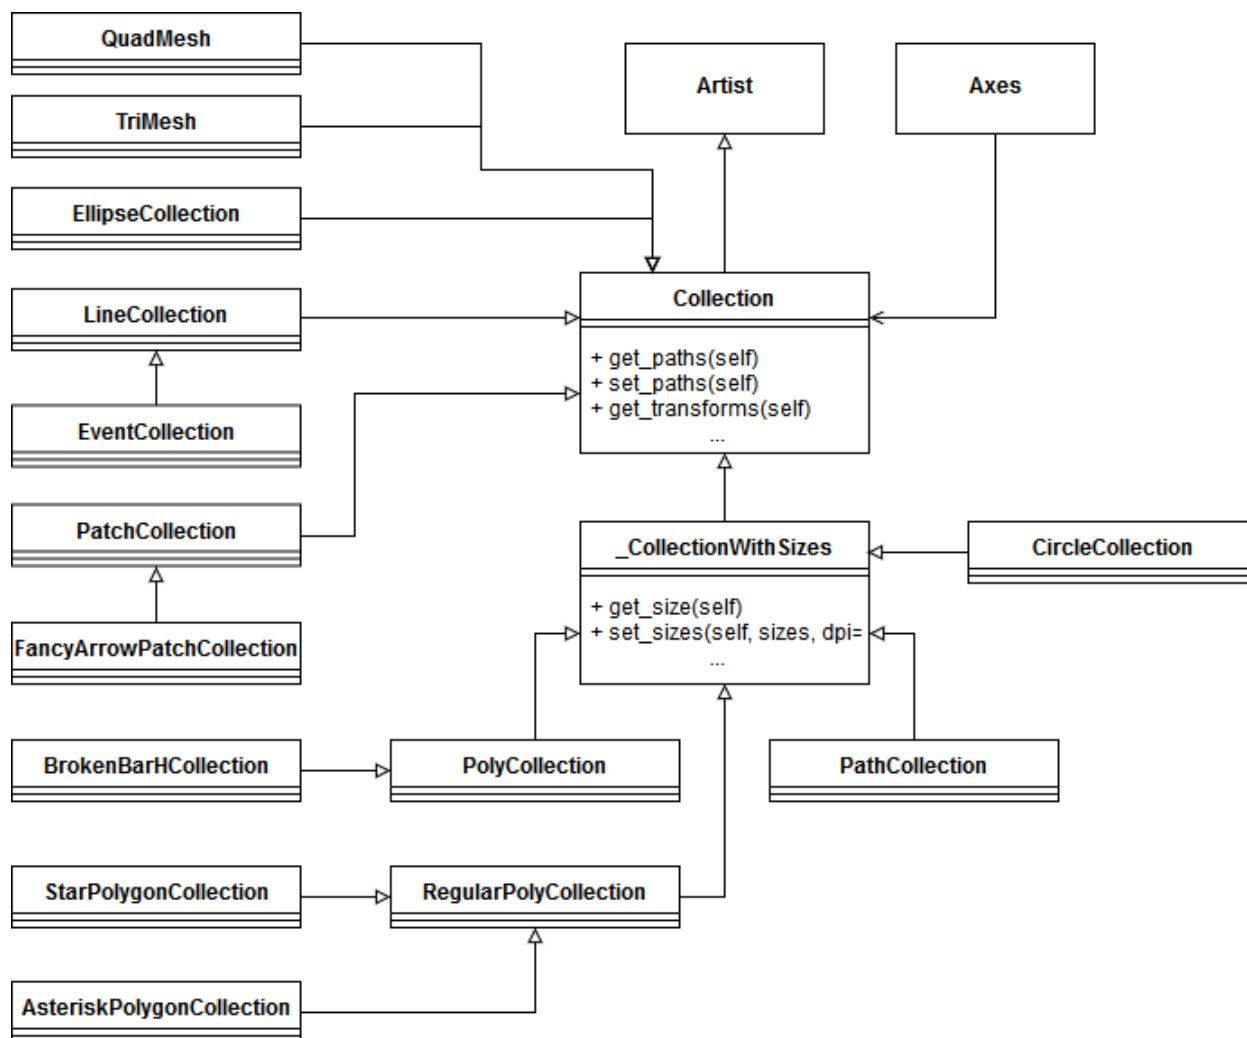 QuadMesh
Artist
Axes
TriMesh
EllipseCollection
Collection
+ get_paths(self)
+ set_paths(self)
+ get_transforms(self)
...
LineCollection
EventCollection
PatchCollection
_CollectionWithSizes
+ get_size(self)
+ set_sizes(self, sizes, dpi=
...
CircleCollection
FancyArrowPatchCollection
BrokenBarHCollection
PolyCollection
PathCollection
StarPolygonCollection
RegularPolyCollection
AsteriskPolygonCollection